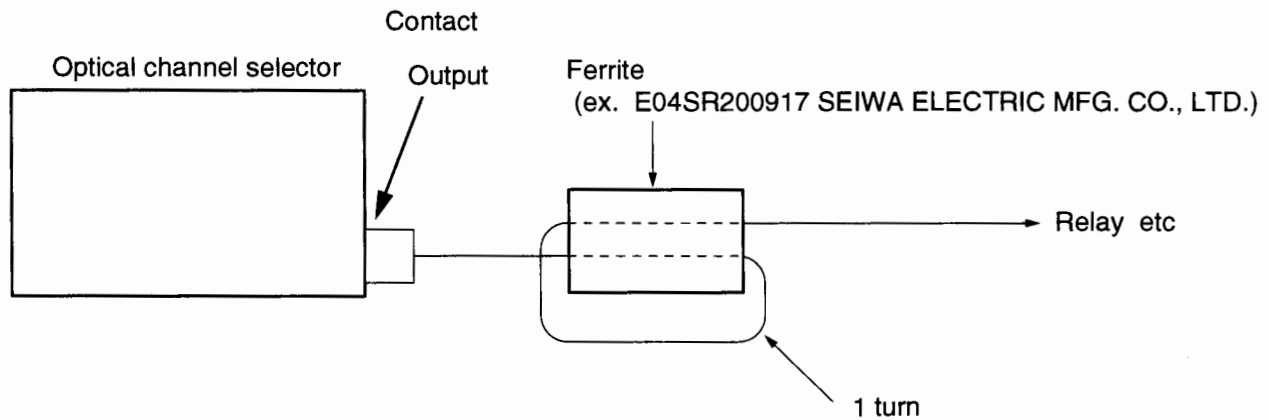 Contact
Output
Optical channel selector
Ferrite
(ex. E04SR200917 SEIWA ELECTRIC MFG. CO., LTD.)
Relay etc
1 turn